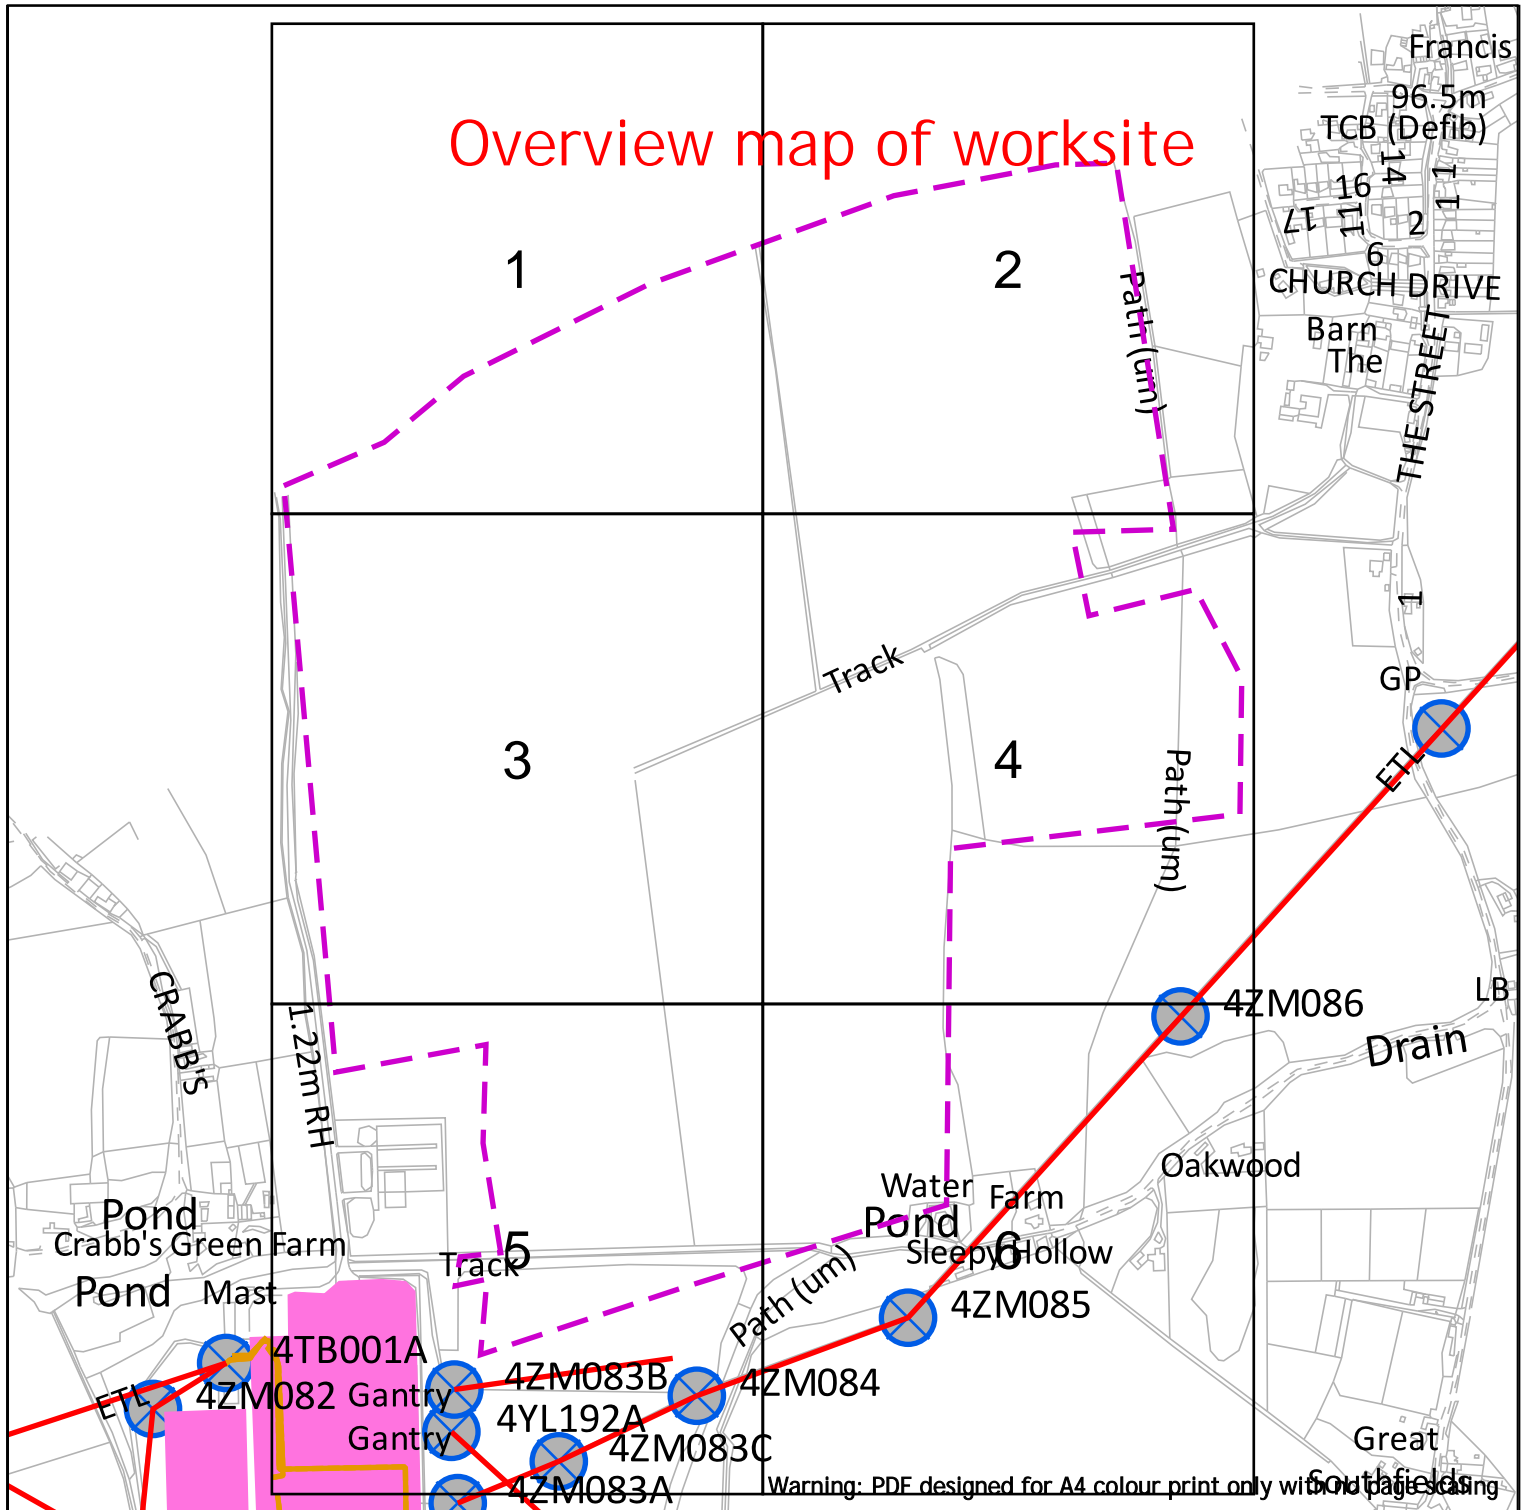 Francis
96.5m
TCB (Defib)
Overview map of worksite
14
11
16
1
17
11
2
6
1
2
CHURCH DRIVE
Path (um)
Barn
The
THE STREET
1
Track
GP
3
4
ETL
Path (um)
CRABB'S
4ZM086
LB
1.22m RH
Drain
Oakwood
Water
Farm
Pond
Pond
Crabb's Green Farm
5
Sleepy Hollow
6
Track
Pond
Mast
Path (um)
4ZM085
4TB001A
4ZM083B
4ZM084
ETL
4ZM082
Gantry
4YL192A
Gantry
4ZM083C
Great
Southfields
4ZM083A
Warning: PDF designed for A4 colour print only with no page scaling